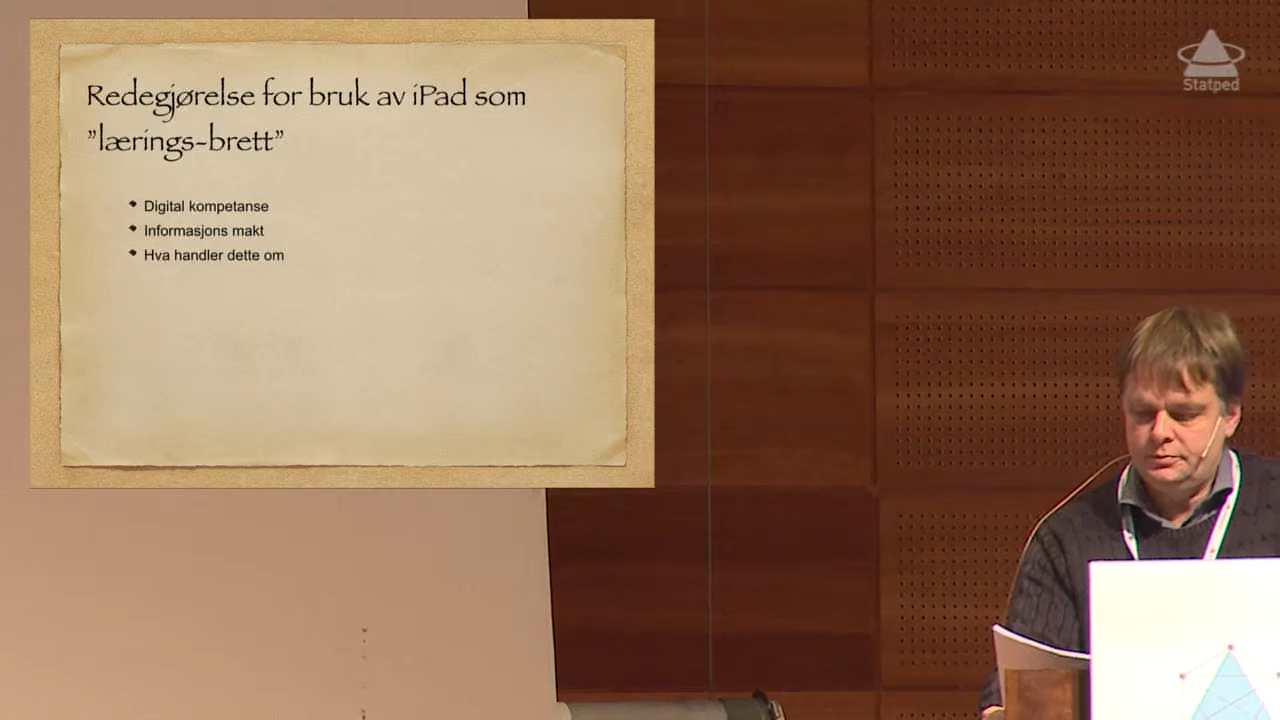 Redegjørelse for bruk av iPad som
”lærings-brett”
Digital kompetanse
Informasjons makt
Hva handler dette om
Statped